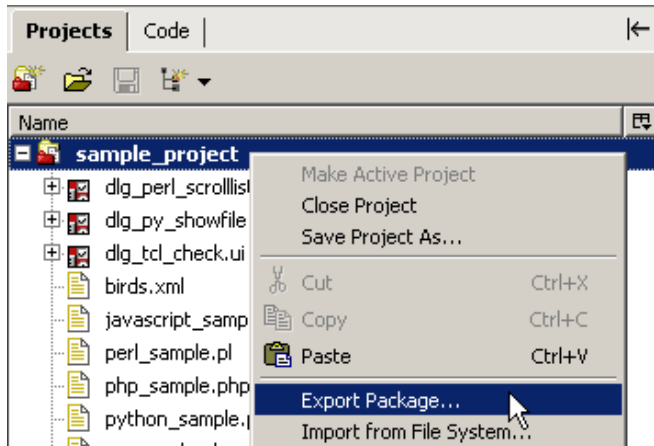 Projects Code
Name
sample_project
dlg_perl_scrolllist
dlg_py_showfile
dlg_tcl_check.ui
birds.xml
javascript_samp
perl_sample.pl
php_sample.php
python_sample.
Make Active Project
Close Project
Save Project As...
Cut Ctrl+X
Copy Ctrl+C
Paste Ctrl+V
Export Package...
Import from File System...